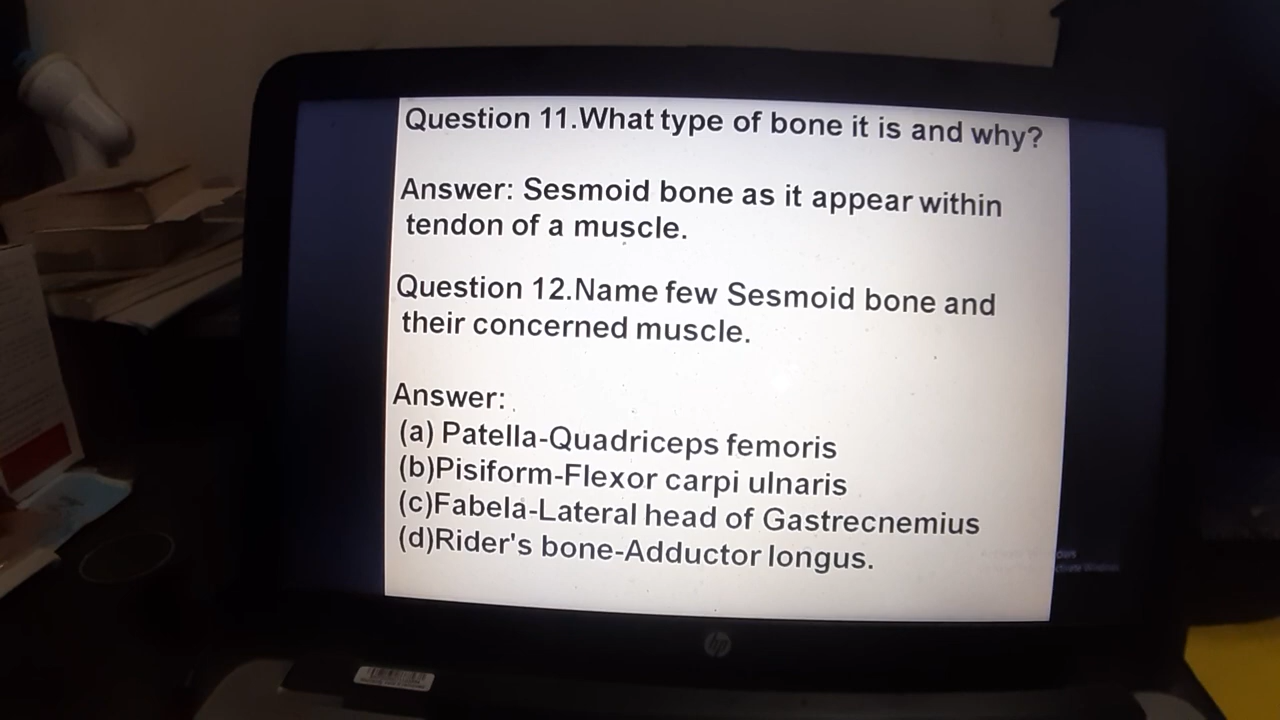 Question 11.What type of bone it is and why?
Answer: Sesmoid bone as it appear within
tendon of a muscle.
Question 12.Name few Sesmoid bone and
their concerned muscle.
Answer:
(a) Patella-Quadriceps femoris
(b)Pisiform-Flexor carpi ulnaris
(c)Fabela-Lateral head of Gastrecnemius
(d)Rider's bone-Adductor longus.
hp